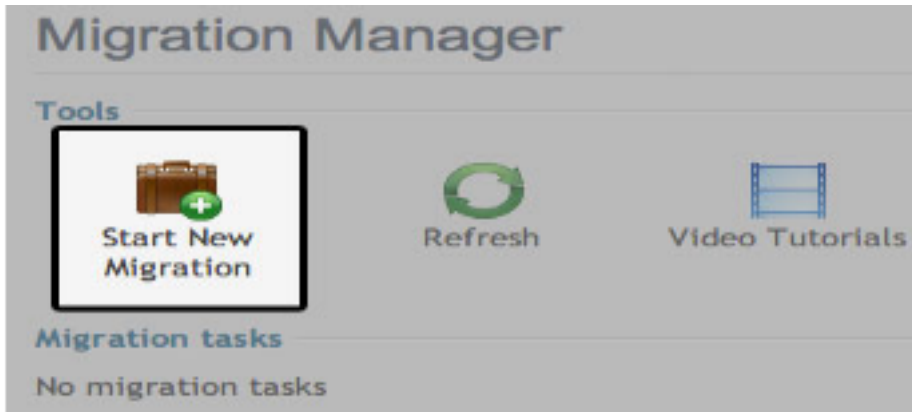 Migration Manager
Tools
Start New
Migration
Refresh
Video Tutorials
Migration tasks
No migration tasks